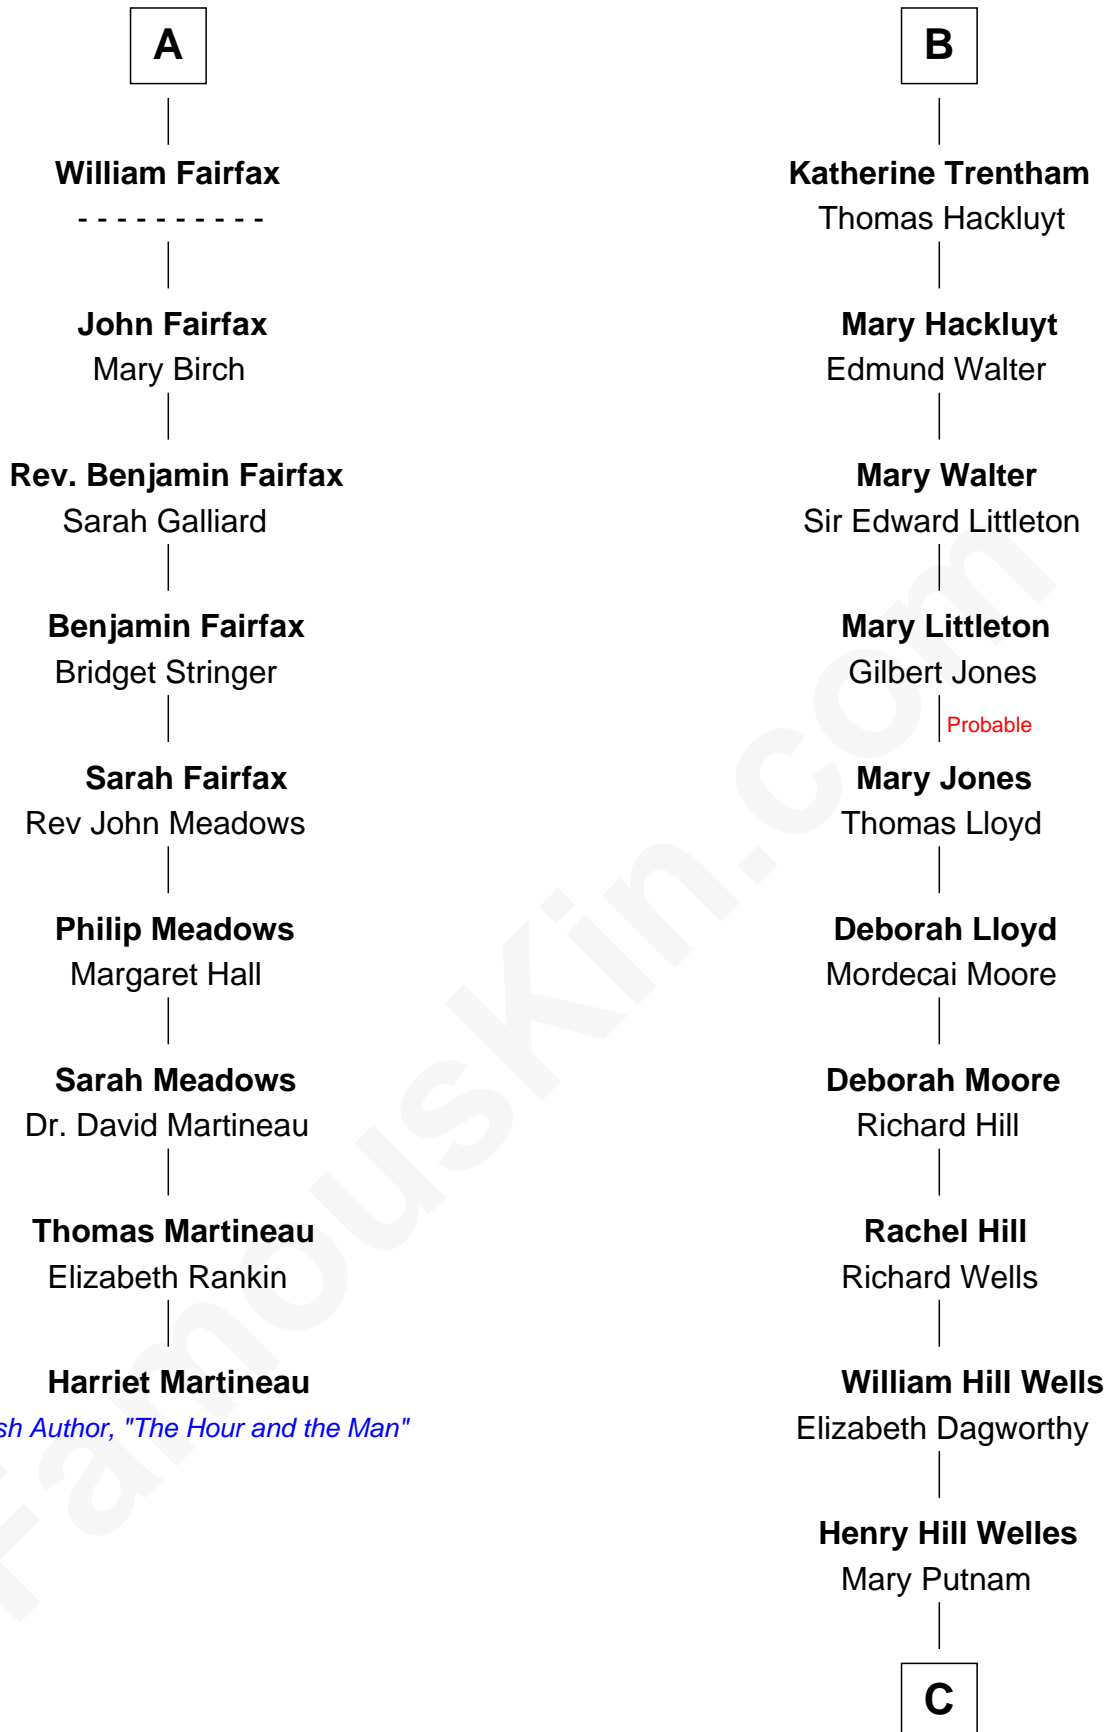 A
William Fairfax
- - - - - - - - - -
John Fairfax
Mary Birch
Rev. Benjamin Fairfax
Sarah Galliard
Benjamin Fairfax
Bridget Stringer
Sarah Fairfax
Rev John Meadows
Philip Meadows
Margaret Hall
Sarah Meadows
Dr. David Martineau
Thomas Martineau
Elizabeth Rankin
Harriet Martineau
sh Author, "The Hour and the Man"
B
Katherine Trentham
Thomas Hackluyt
Mary Hackluyt
Edmund Walter
Mary Walter
Sir Edward Littleton
Mary Littleton
Gilbert Jones
Probable
Mary Jones
Thomas Lloyd
Deborah Lloyd
Mordecai Moore
Deborah Moore
Richard Hill
Rachel Hill
Richard Wells
William Hill Wells
Elizabeth Dagworthy
Henry Hill Welles
Mary Putnam
C
FamousKin.com